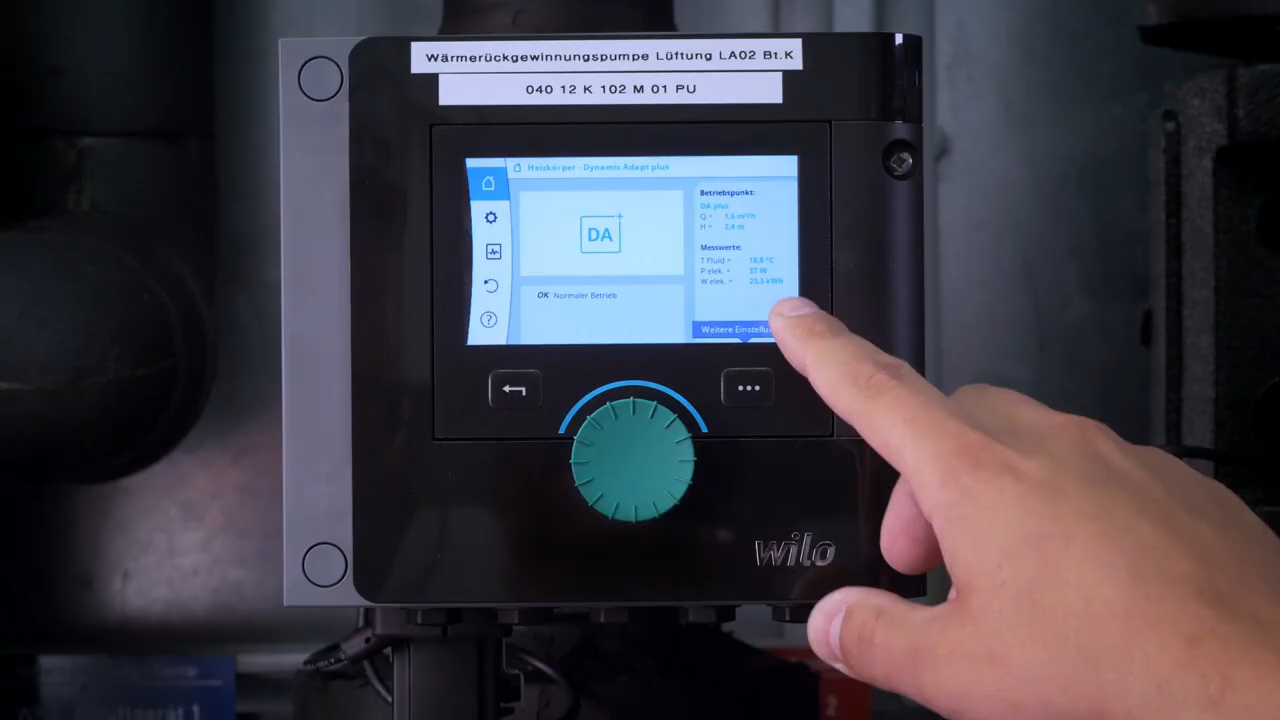 Wärmerückgewinnungspumpe Lüftung LA02 Bt.K
040 12 K 102 M 01 PU
Heizkörper - Dynamic Adapt plus
DA
Betriebspunkt:
DA plus
Q = 1,6 m³/h
H = 3,4 m
Messwerte:
T Fluid = 18,8 °C
P elek. = 37 W
W elek. = 23,3 kWh
OK Normaler Betrieb
Weitere
wilo
2